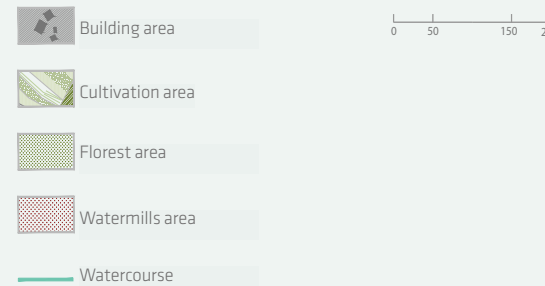 Building area
0 50 150
Cultivation area
Florest area
Watermills area
Watercourse